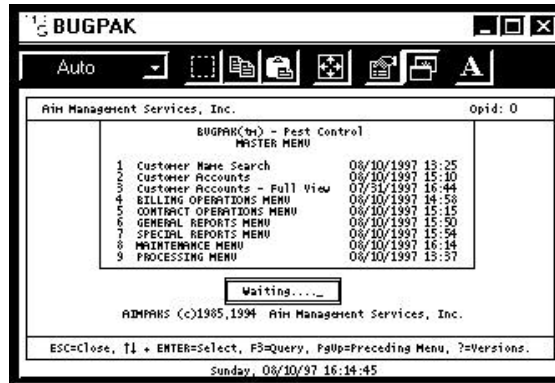 BUGPAK
Auto
A
Aim Management Services, Inc. Opid: 0
BUGPAK(tm) - Pest Control
MASTER MENU
1 Customer Name Search 08/10/1997 13:25
2 Customer Accounts 08/10/1997 15:10
3 Customer Accounts - Full View 07/31/1997 16:44
4 BILLING OPERATIONS MENU 08/10/1997 14:58
5 CONTRACT OPERATIONS MENU 08/10/1997 15:15
6 GENERAL REPORTS MENU 08/10/1997 15:50
7 SPECIAL REPORTS MENU 08/10/1997 15:54
8 MAINTENANCE MENU 08/10/1997 16:14
9 PROCESSING MENU 08/10/1997 13:37
Waiting...._
AIMPAKS (c)1985,1994 Aim Management Services, Inc.
ESC=Close, ↑↓ + ENTER=Select, F3=Query, PgUp=Preceding Menu, ?=Versions.
Sunday, 08/10/97 16:14:45